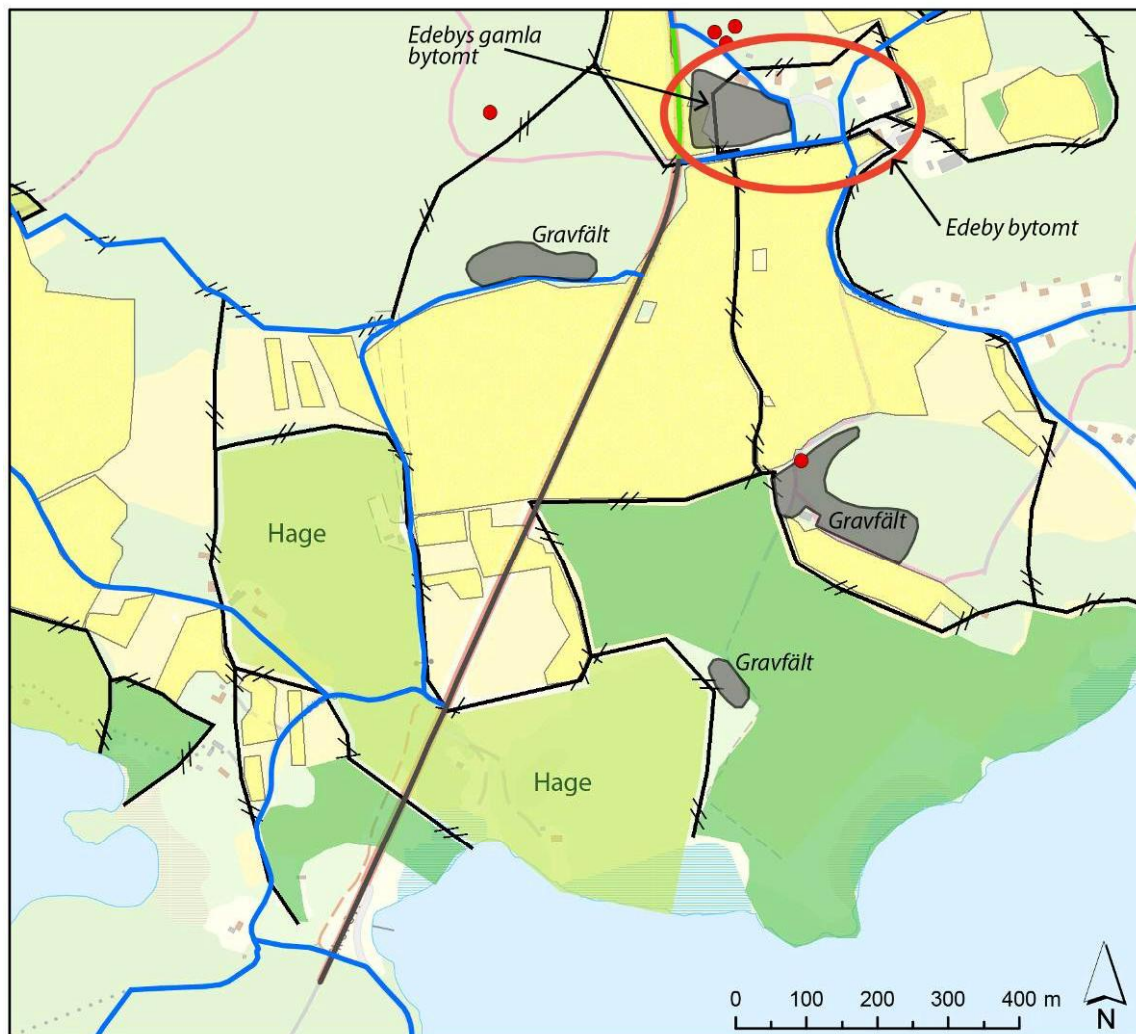 Edebys gamla
bytomt
Gravfält
Edeby bytomt
Gravfält
Hage
Gravfält
Hage
0 100 200 300 400 m
N